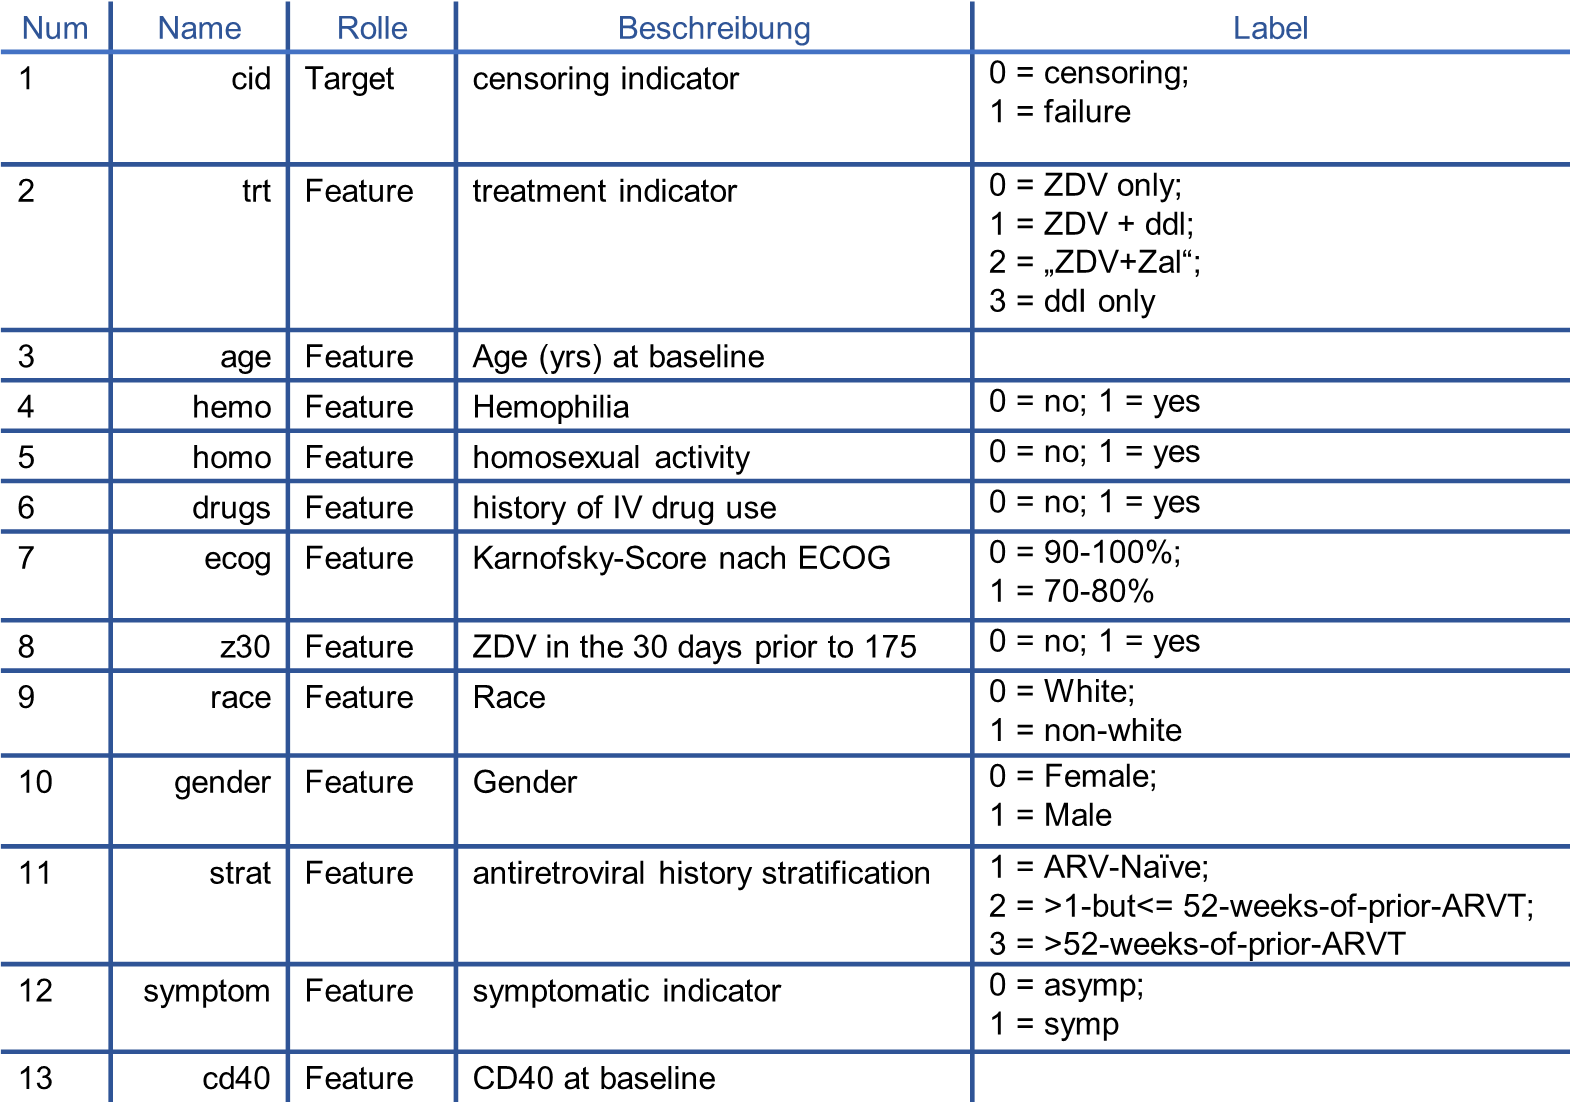 Num Name Rolle Beschreibung Label
1 cid Target censoring indicator 0 = censoring;
1 = failure
2 trt Feature treatment indicator 0 = ZDV only;
1 = ZDV + ddl;
2 = „ZDV+Zal“;
3 = ddI only
3 age Feature Age (yrs) at baseline
4 hemo Feature Hemophilia 0 = no; 1 = yes
5 homo Feature homosexual activity 0 = no; 1 = yes
6 drugs Feature history of IV drug use 0 = no; 1 = yes
7 ecog Feature Karnofsky-Score nach ECOG 0 = 90-100%;
1 = 70-80%
8 z30 Feature ZDV in the 30 days prior to 175 0 = no; 1 = yes
9 race Feature Race 0 = White;
1 = non-white
10 gender Feature Gender 0 = Female;
1 = Male
11 strat Feature antiretroviral history stratification 1 = ARV-Naïve;
2 = >1-but<= 52-weeks-of-prior-ARVT;
3 = >52-weeks-of-prior-ARVT
12 symptom Feature symptomatic indicator 0 = asymp;
1 = symp
13 cd40 Feature CD40 at baseline